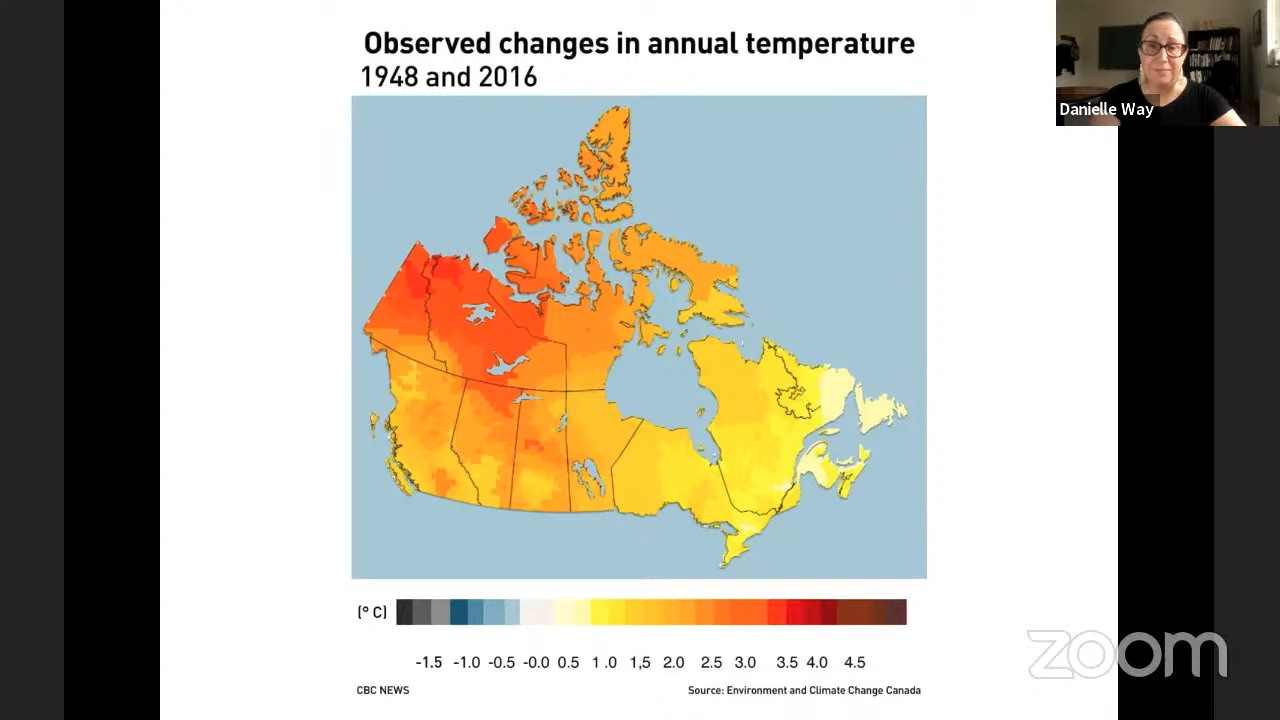 Observed changes in annual temperature
1948 and 2016
Danielle Way
(° C)
-1.5 -1.0 -0.5 -0.0 0.5 1.0 1,5 2.0 2.5 3.0 3.5 4.0 4.5
CBC NEWS
Source: Environment and Climate Change Canada
zoom